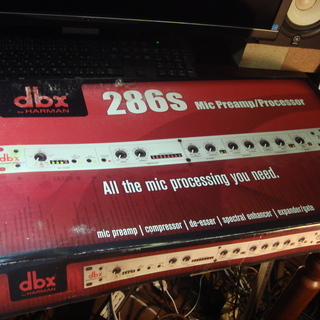 dbx
by HARMAN
286s Mic Preamp/Processor
dbx
All the mic processing you need.
mic preamp | compressor | de-esser | spectral enhancer | expander/gate
dbx
by HARMAN